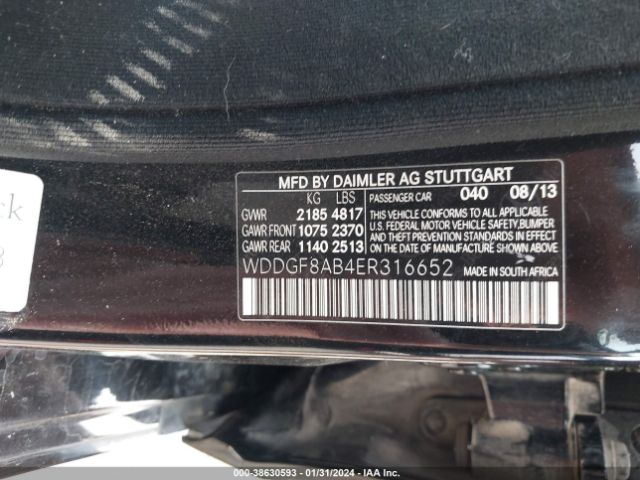 ck
MFD BY DAIMLER AG STUTTGART
KG LBS PASSENGER CAR 040 08/13
GVWR 2185 4817
GAWR FRONT 1075 2370
GAWR REAR 1140 2513
THIS VEHICLE CONFORMS TO ALL APPLICABLE U.S. FEDERAL MOTOR VEHICLE SAFETY, BUMPER AND THEFT PREVENTION STANDARDS IN EFFECT ON THE DATE OF MANUFACTURE SHOWN ABOVE.
WDDGF8AB4ER316652 MADE IN SOUTH AFRICA
COPART - 38630593 - 01/31/2024 - IAA Inc.